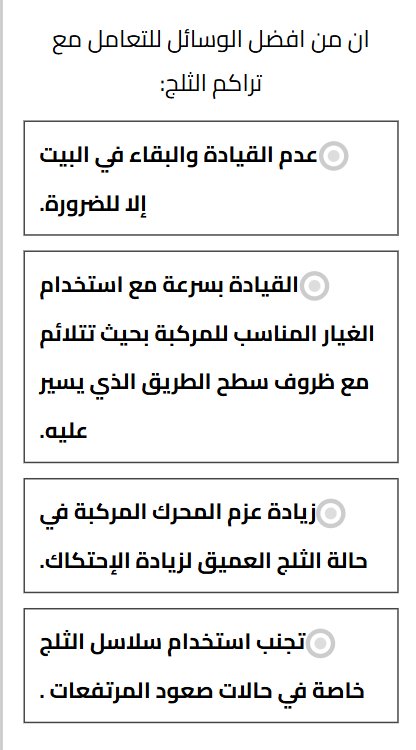 ان من افضل الوسائل للتعامل مع
تراكم الثلج:
عدم القيادة والبقاء في البيت
إلا للضرورة.
القيادة بسرعة مع استخدام
الغيار المناسب للمركبة بحيث تتلائم
مع ظروف سطح الطريق الذي يسير
عليه.
زيادة عزم المحرك المركبة في
حالة الثلج العميق لزيادة الإحتكاك.
تجنب استخدام سلاسل الثلج
خاصة في حالات صعود المرتفعات .